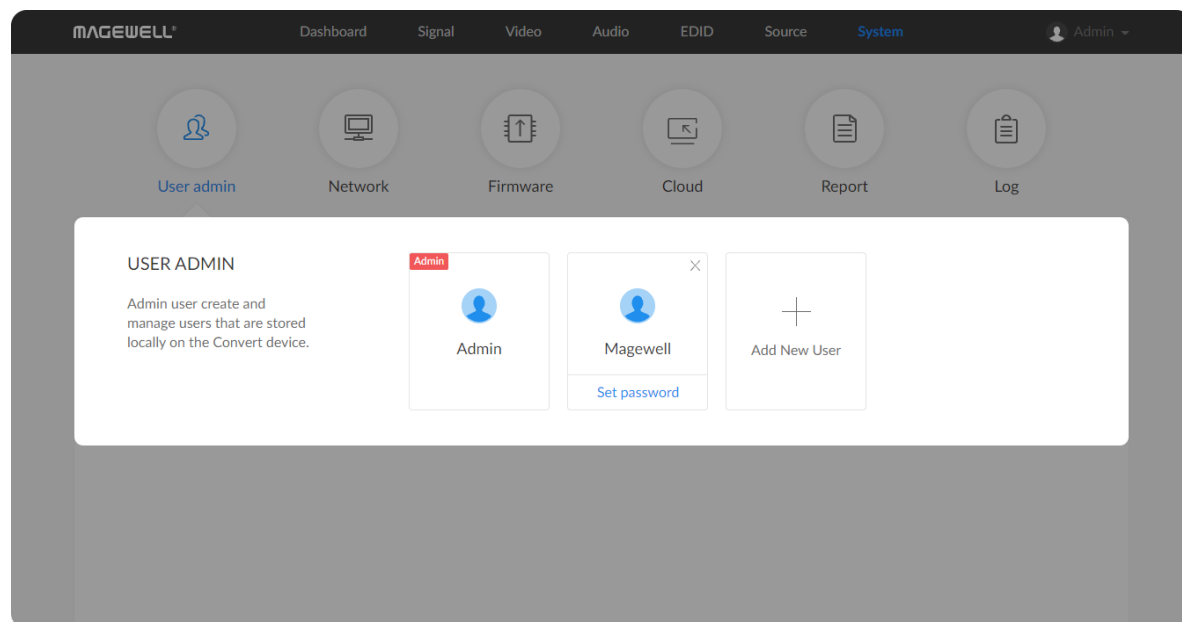 MAGEWELL®
Dashboard Signal Video Audio EDID Source System Admin
User admin Network Firmware Cloud Report Log
USER ADMIN
Admin user create and
manage users that are stored
locally on the Convert device.
Admin
Admin
Magewell
Set password
Add New User